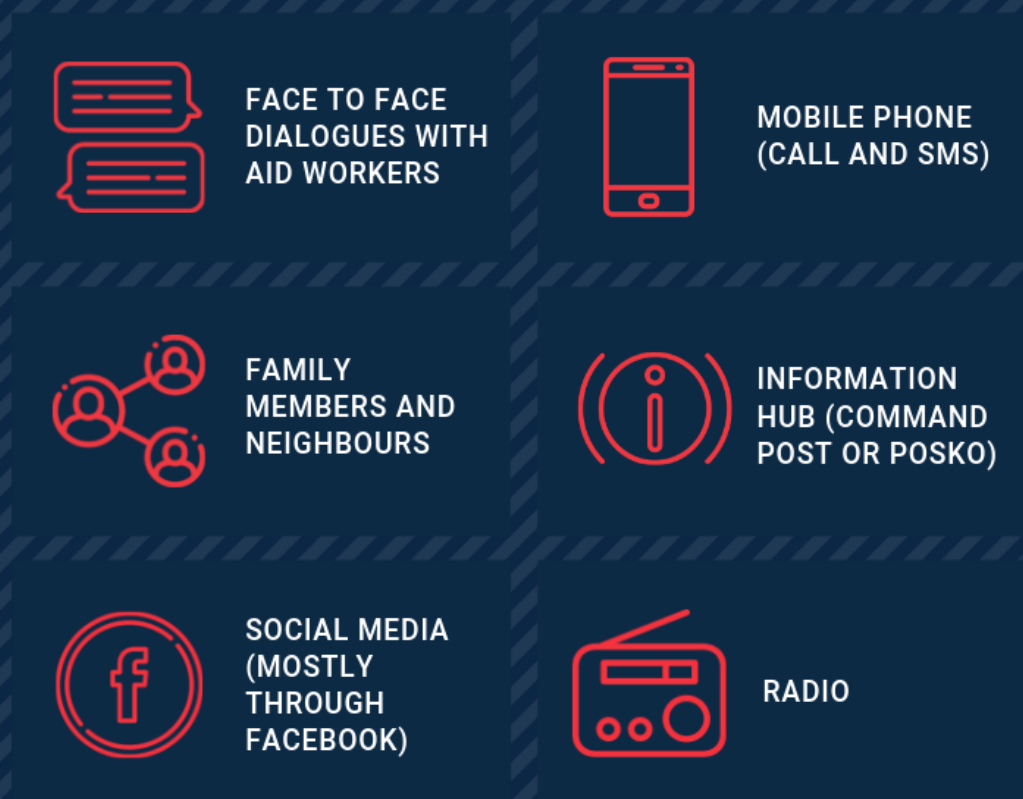 FACE TO FACE
DIALOGUES WITH
AID WORKERS
MOBILE PHONE
(CALL AND SMS)
FAMILY
MEMBERS AND
NEIGHBOURS
INFORMATION
HUB (COMMAND
POST OR POSKO)
SOCIAL MEDIA
(MOSTLY
THROUGH
FACEBOOK)
RADIO